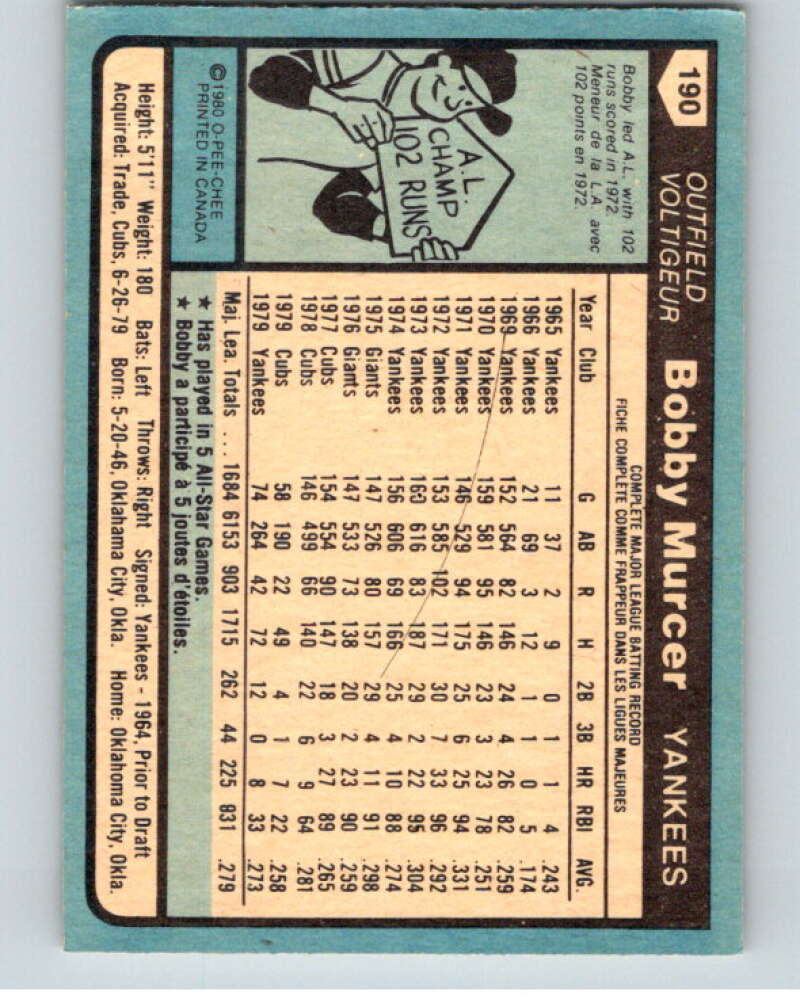 190
OUTFIELD
VOLTIGEUR
Bobby Murcer YANKEES
Bobby led A.L. with 102
runs scored in 1972.
Meneur de la L.A. avec
102 points en 1972.
A.L.
CHAMP
102 RUNS
©1980 O-PEE-CHEE
PRINTED IN CANADA
COMPLETE MAJOR LEAGUE BATTING RECORD
FICHE COMPLETE COMME FRAPPEUR DANS LES LIGUES MAJEURES
Year Club G AB R H 2B 3B HR RBI AVG.
1965 Yankees 11 37 2 9 0 1 1 4 .243
1966 Yankees 21 69 3 12 1 1 0 5 .174
1969 Yankees 152 564 82 146 24 4 26 82 .259
1970 Yankees 159 581 95 146 23 3 23 78 .251
1971 Yankees 146 529 94 175 25 6 25 94 .331
1972 Yankees 153 585 102 171 30 7 33 96 .292
1973 Yankees 160 616 83 187 29 2 22 95 .304
1974 Yankees 156 606 69 166 25 4 10 88 .274
1975 Giants 147 526 80 157 29 4 11 91 .298
1976 Giants 147 533 73 138 20 2 23 90 .259
1977 Cubs 154 554 90 147 18 3 27 89 .265
1978 Cubs 146 499 66 140 22 6 9 64 .281
1979 Cubs 58 190 22 49 4 1 7 22 .258
1979 Yankees 74 264 42 72 12 0 8 33 .273
Maj. Lea. Totals ... 1684 6153 903 1715 262 44 225 931 .279
★ Has played in 5 All-Star Games.
★ Bobby a participé à 5 joutes d'étoiles.
Height: 5'11" Weight: 180 Bats: Left Throws: Right Signed: Yankees - 1964, Prior to Draft
Acquired: Trade, Cubs, 6-26-79 Born: 5-20-46, Oklahama City, Okla. Home: Oklahoma City, Okla.